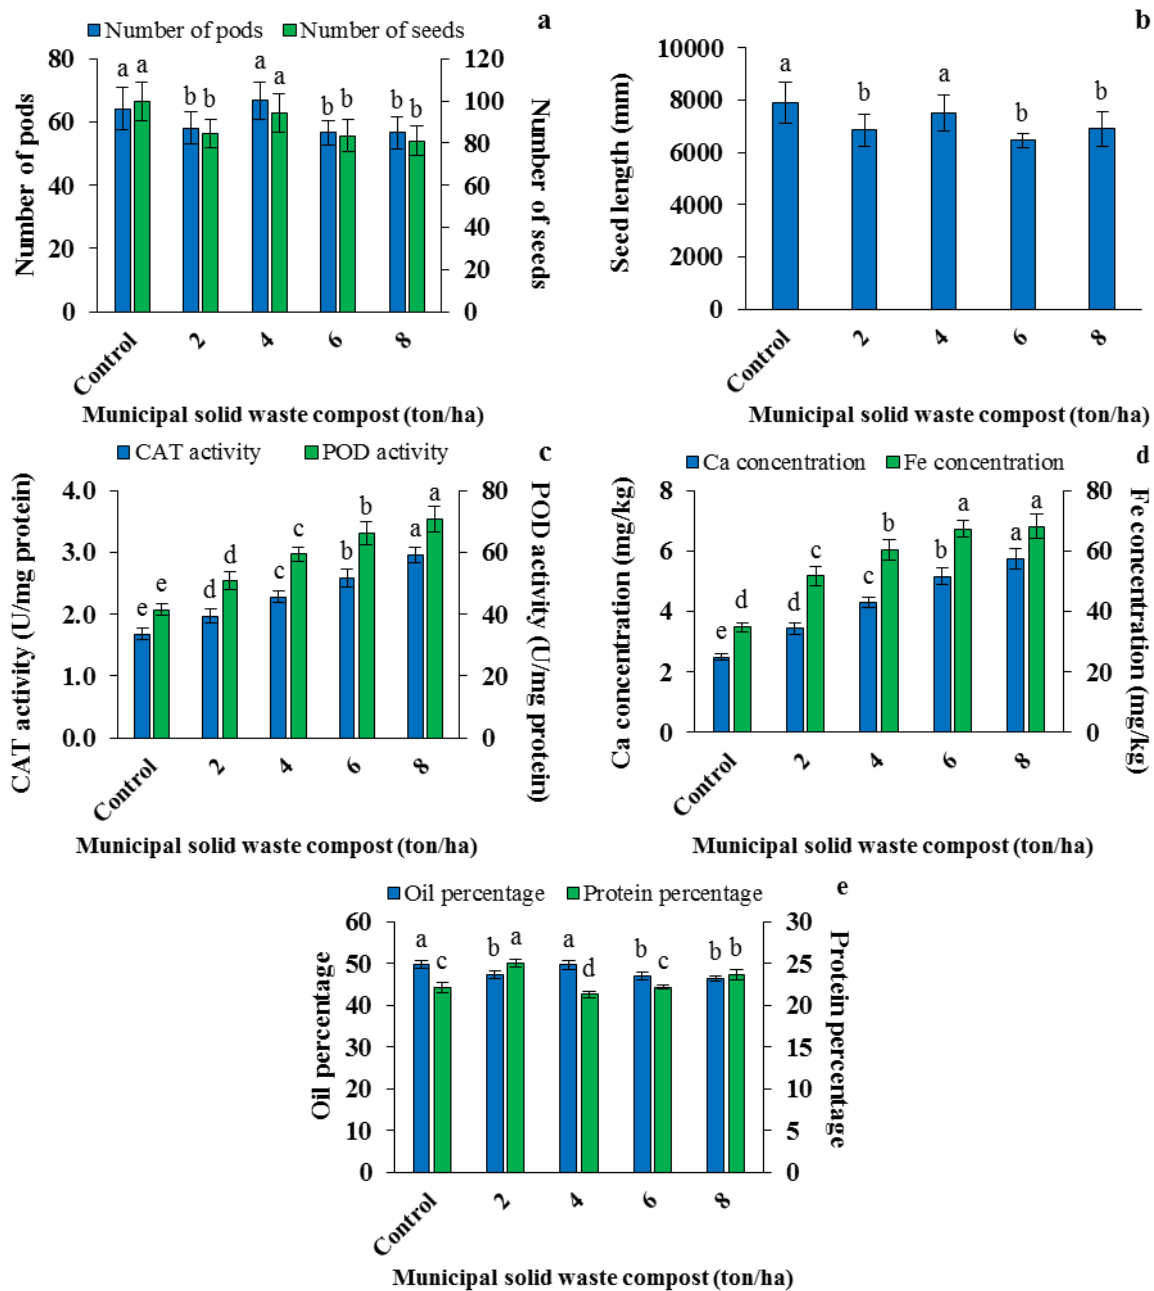 Number of pods Number of seeds a
Number of pods
80
60
40
20
0
a a b b a a b b b b
120
100
80
60
40
20
0
Number of seeds
Control 2 4 6 8
Municipal solid waste compost (ton/ha)
b
Seed length (mm)
10000
8000
6000
4000
2000
0
a b a b b
Control 2 4 6 8
Municipal solid waste compost (ton/ha)
CAT activity POD activity c
CAT activity (U/mg protein)
4.0
3.0
2.0
1.0
0.0
e e d d c c b b a a
80
60
40
20
0
POD activity (U/mg protein)
Control 2 4 6 8
Municipal solid waste compost (ton/ha)
Ca concentration Fe concentration d
Ca concentration (mg/kg)
8
6
4
2
0
e d d c c b b a a a
80
60
40
20
0
Fe concentration (mg/kg)
Control 2 4 6 8
Municipal solid waste compost (ton/ha)
Oil percentage Protein percentage e
Oil percentage
60
50
40
30
20
10
0
a c b a a d b c b b
30
25
20
15
10
5
0
Protein percentage
Control 2 4 6 8
Municipal solid waste compost (ton/ha)